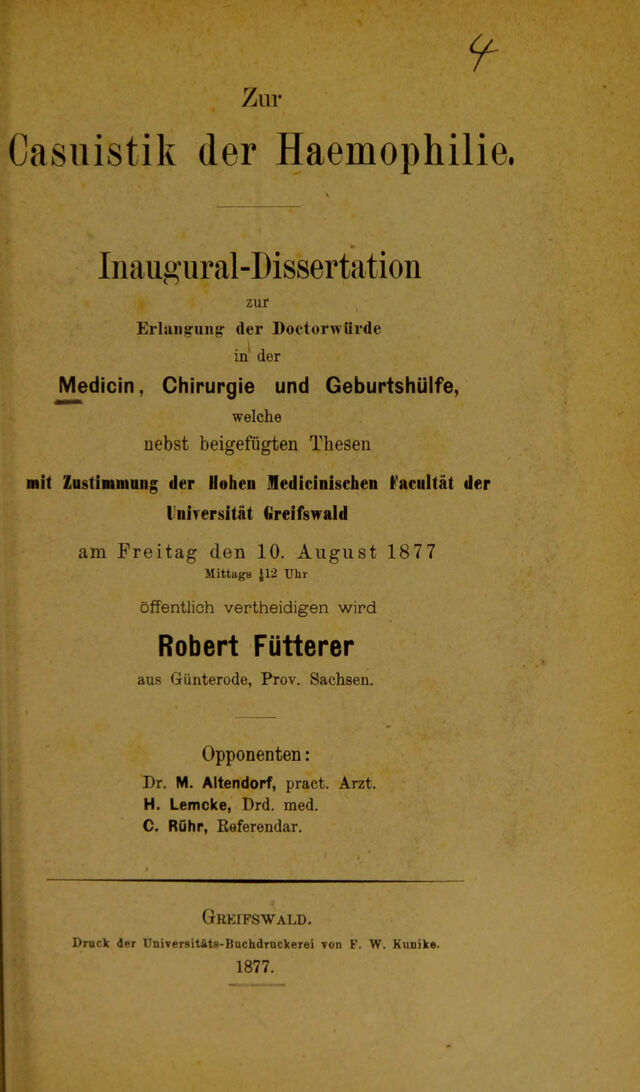 4
Zur
Casuistik der Haemophilie.
Inaugural-Dissertation
zur
Erlangung der Doctorwürde
in der
Medicin, Chirurgie und Geburtshülfe,
welche
nebst beigefügten Thesen
mit Zustimmung der Hohen Medicinischen Facultät der
Universität Greifswald
am Freitag den 10. August 1877
Mittags ½12 Uhr
öffentlich vertheidigen wird
Robert Fütterer
aus Günterode, Prov. Sachsen.
Opponenten:
Dr. M. Altendorf, pract. Arzt.
H. Lemcke, Drd. med.
C. Rühr, Referendar.
GREIFSWALD.
Druck der Universitäts-Buchdruckerei von F. W. Kunike.
1877.